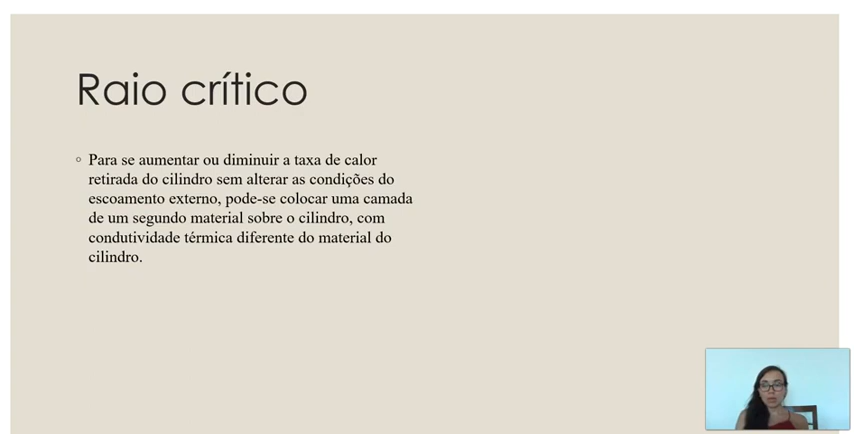 Raio crítico
Para se aumentar ou diminuir a taxa de calor
retirada do cilindro sem alterar as condições do
escoamento externo, pode-se colocar uma camada
de um segundo material sobre o cilindro, com
condutividade térmica diferente do material do
cilindro.